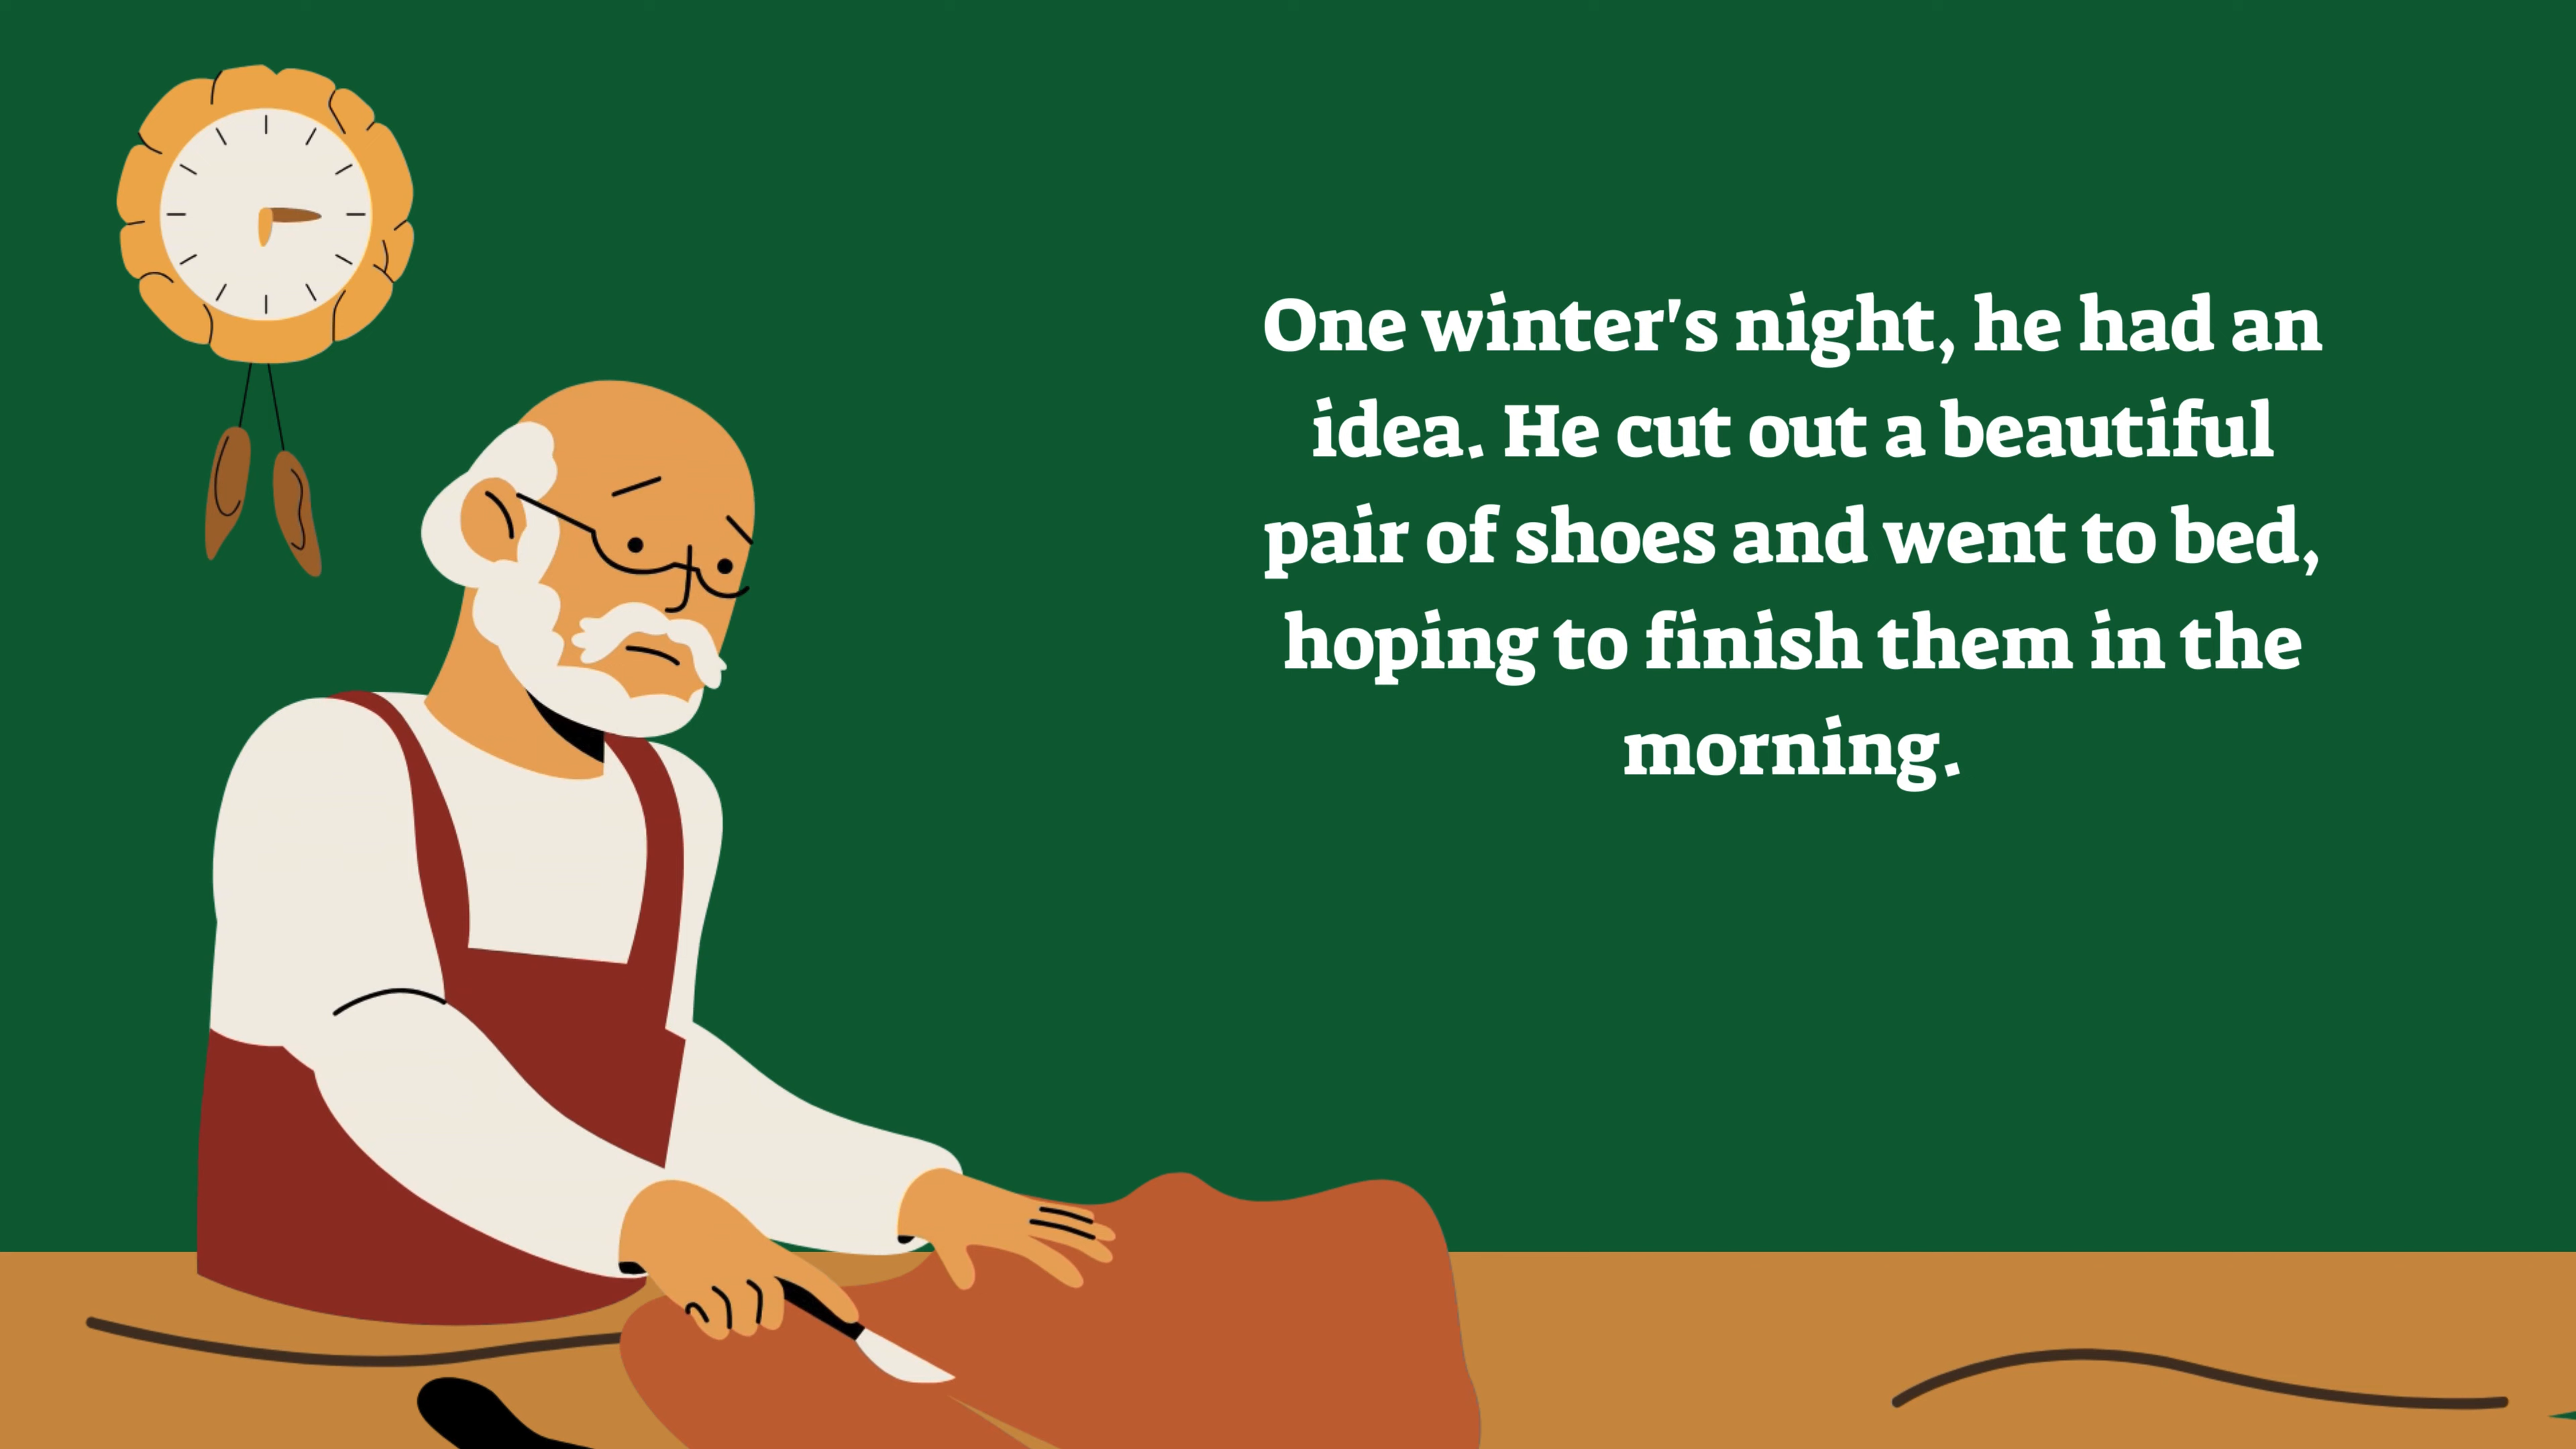 One winter's night, he had an
idea. He cut out a beautiful
pair of shoes and went to bed,
hoping to finish them in the
morning.